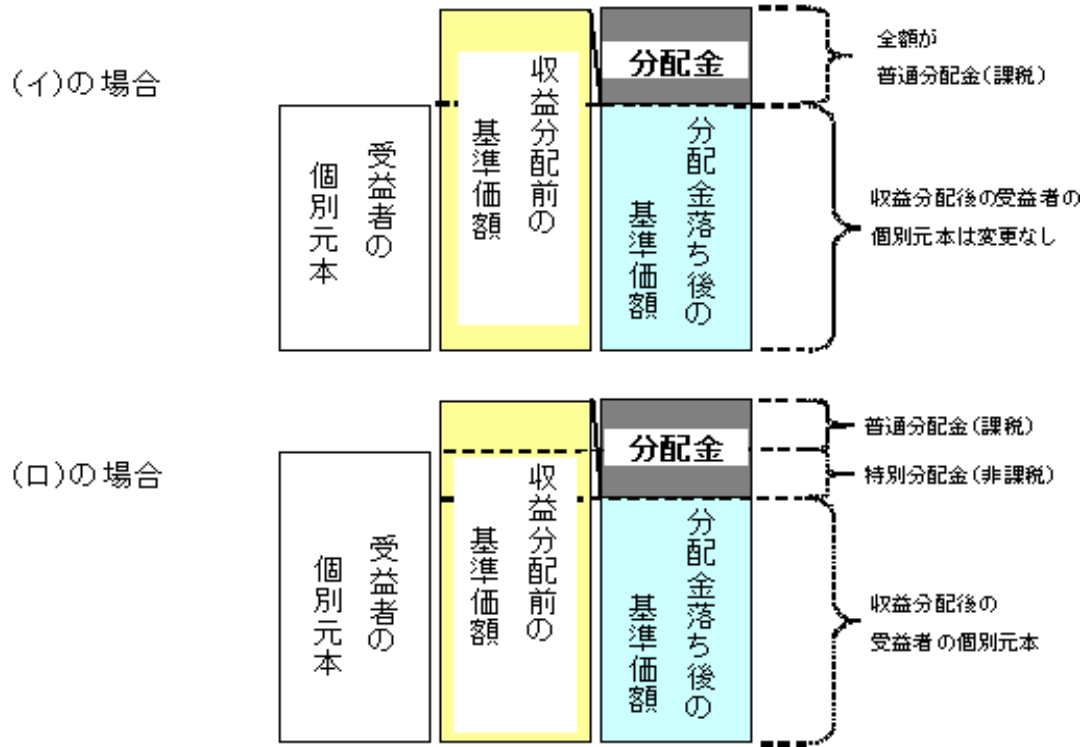 (イ)の場合
受益者の
個別元本
収益分配前の
基準価額
分配金
分配金落ち後の
基準価額
全額が
普通分配金(課税)
収益分配後の受益者の
個別元本は変更なし
(ロ)の場合
受益者の
個別元本
収益分配前の
基準価額
分配金
分配金落ち後の
基準価額
普通分配金(課税)
特別分配金(非課税)
収益分配後の
受益者の個別元本